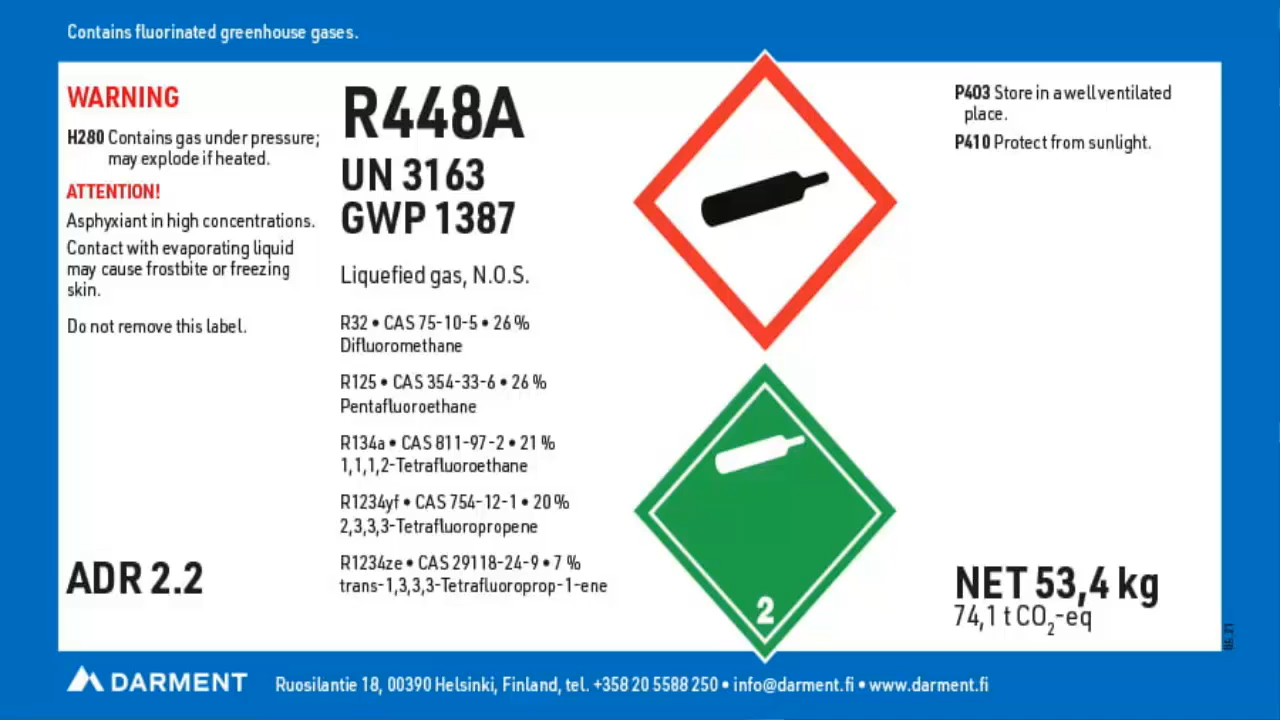 Contains fluorinated greenhouse gases.
WARNING
H280 Contains gas under pressure;
may explode if heated.
ATTENTION!
Asphyxiant in high concentrations.
Contact with evaporating liquid
may cause frostbite or freezing
skin.
Do not remove this label.
ADR 2.2
R448A
UN 3163
GWP 1387
Liquefied gas, N.O.S.
R32 • CAS 75-10-5 • 26 %
Difluoromethane
R125 • CAS 354-33-6 • 26 %
Pentafluoroethane
R134a • CAS 811-97-2 • 21 %
1,1,1,2-Tetrafluoroethane
R1234yf • CAS 754-12-1 • 20 %
2,3,3,3-Tetrafluoropropene
R1234ze • CAS 29118-24-9 • 7 %
trans-1,3,3,3-Tetrafluoroprop-1-ene
2
P403 Store in a well ventilated
place.
P410 Protect from sunlight.
NET 53,4 kg
74,1 t CO₂-eq
DARMENT
Ruosilantie 18, 00390 Helsinki, Finland, tel. +358 20 5588 250 • info@darment.fi • www.darment.fi